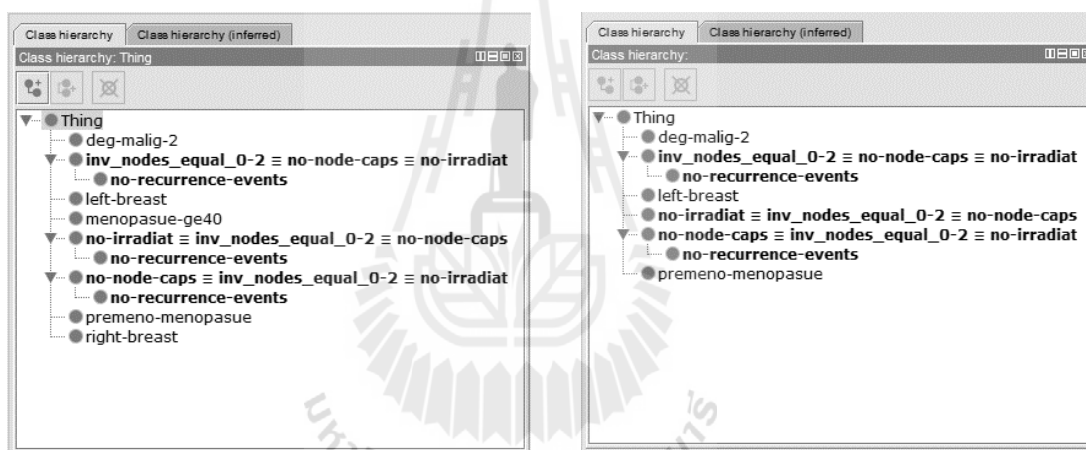 Class hierarchy Class hierarchy (inferred)
Class hierarchy: Thing
Thing
deg-malig-2
inv_nodes_equal_0-2 ≡ no-node-caps ≡ no-irradiat
no-recurrence-events
left-breast
menopasue-ge40
no-irradiat ≡ inv_nodes_equal_0-2 ≡ no-node-caps
no-recurrence-events
no-node-caps ≡ inv_nodes_equal_0-2 ≡ no-irradiat
no-recurrence-events
premeno-menopasue
right-breast
Class hierarchy Class hierarchy (inferred)
Class hierarchy:
Thing
deg-malig-2
inv_nodes_equal_0-2 ≡ no-node-caps ≡ no-irradiat
no-recurrence-events
left-breast
no-irradiat ≡ inv_nodes_equal_0-2 ≡ no-node-caps
no-node-caps ≡ inv_nodes_equal_0-2 ≡ no-irradiat
no-recurrence-events
premeno-menopasue